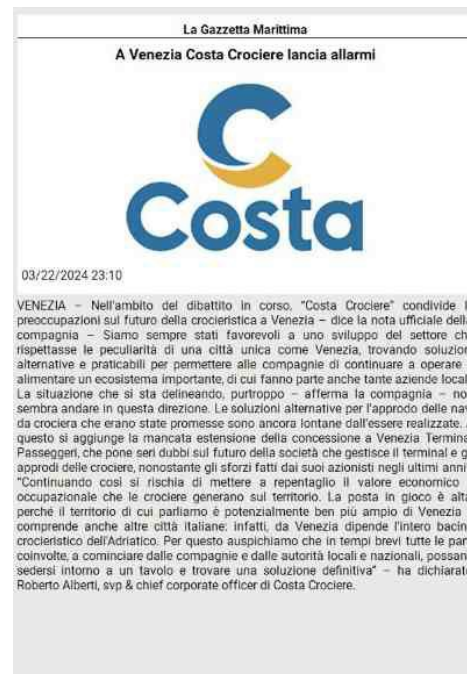 La Gazzetta Marittima
A Venezia Costa Crociere lancia allarmi
Costa
03/22/2024 23:10
VENEZIA – Nell'ambito del dibattito in corso, "Costa Crociere" condivide l
preoccupazioni sul futuro della crocieristica a Venezia – dice la nota ufficiale dell
compagnia – Siamo sempre stati favorevoli a uno sviluppo del settore ch
rispettasse le peculiarità di una città unica come Venezia, trovando soluzion
alternative e praticabili per permettere alle compagnie di continuare a operare
alimentare un ecosistema importante, di cui fanno parte anche tante aziende local
La situazione che si sta delineando, purtroppo – afferma la compagnia – no
sembra andare in questa direzione. Le soluzioni alternative per l'approdo delle nav
da crociera che erano state promesse sono ancora lontane dall'essere realizzate.
questo si aggiunge la mancata estensione della concessione a Venezia Termina
Passeggeri, che pone seri dubbi sul futuro della società che gestisce il terminal e g
approdi delle crociere, nonostante gli sforzi fatti dai suoi azionisti negli ultimi anni
"Continuando così si rischia di mettere a repentaglio il valore economico
occupazionale che le crociere generano sul territorio. La posta in gioco è alta
perché il territorio di cui parliamo è potenzialmente ben più ampio di Venezia
comprende anche altre città italiane: infatti, da Venezia dipende l'intero bacin
crocieristico dell'Adriatico. Per questo auspichiamo che in tempi brevi tutte le part
coinvolte, a cominciare dalle compagnie e dalle autorità locali e nazionali, possan
sedersi intorno a un tavolo e trovare una soluzione definitiva" – ha dichiarat
Roberto Alberti, svp & chief corporate officer di Costa Crociere.